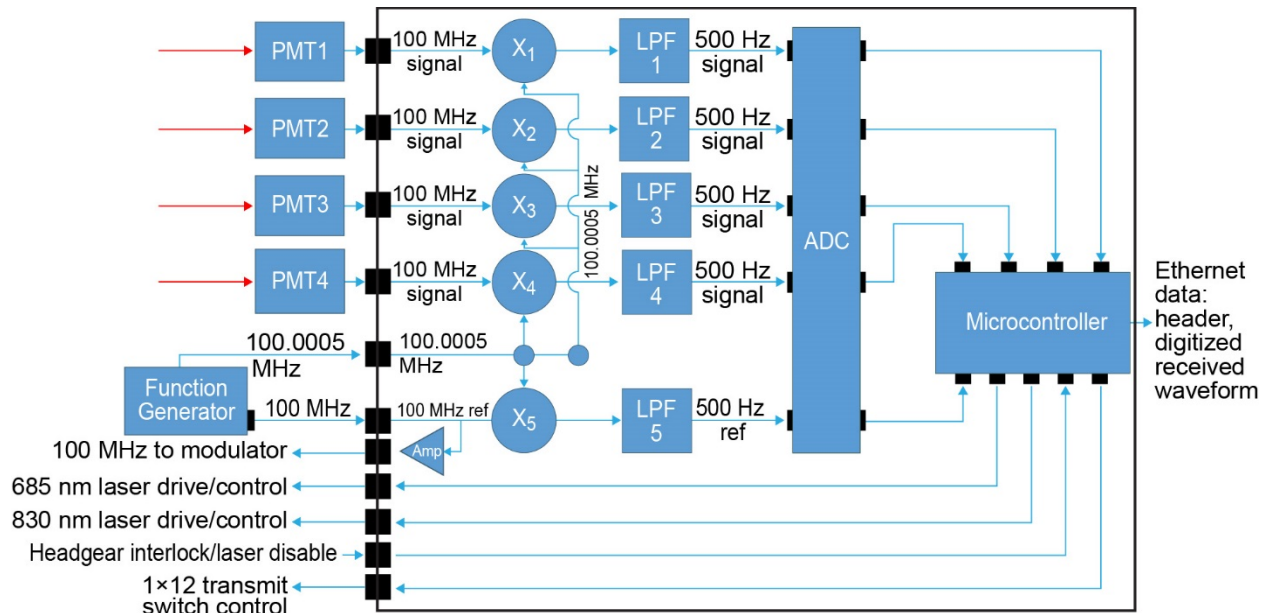 PMT1
100 MHz
signal
X1
LPF
1
500 Hz
signal
PMT2
100 MHz
signal
X2
LPF
2
500 Hz
signal
PMT3
100 MHz
signal
X3
LPF
3
500 Hz
signal
PMT4
100 MHz
signal
X4
LPF
4
500 Hz
signal
100.0005 MHz
ADC
Microcontroller
Ethernet
data:
header,
digitized
received
waveform
100.0005
MHz
100.0005
MHz
Function
Generator
100 MHz
100 MHz ref
X5
LPF
5
500 Hz
ref
Amp
100 MHz to modulator
685 nm laser drive/control
830 nm laser drive/control
Headgear interlock/laser disable
1×12 transmit
switch control